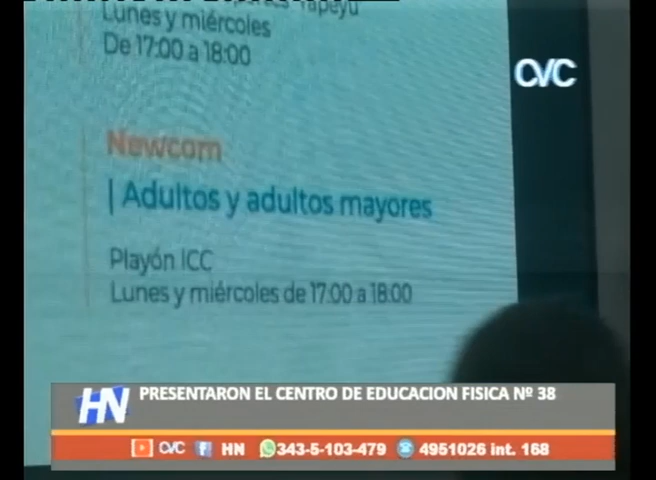 Yapeyú
Lunes y miércoles
De 17:00 a 18:00
CVC
Newcom
| Adultos y adultos mayores
Playón ICC
Lunes y miércoles de 17:00 a 18:00
HN PRESENTARON EL CENTRO DE EDUCACION FISICA Nº 38
CVC HN 343-5-103-479 4951026 int. 168